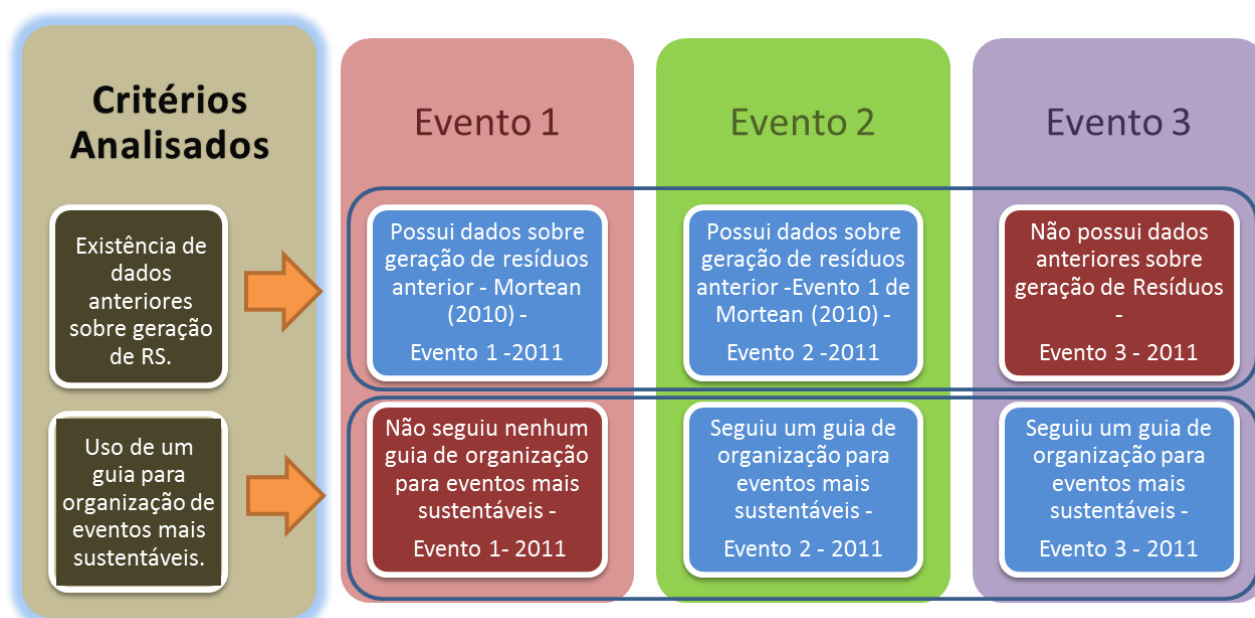 Critérios
Analisados
Evento 1
Evento 2
Evento 3
Existência de
dados
anteriores
sobre geração
de RS.
Possui dados sobre
geração de resíduos
anterior - Mortean
(2010) -
Evento 1 -2011
Possui dados sobre
geração de resíduos
anterior -Evento 1 de
Mortean (2010) -
Evento 2 -2011
Não possui dados
anteriores sobre
geração de Resíduos
-
Evento 3 - 2011
Uso de um
guia para
organização de
eventos mais
sustentáveis.
Não seguiu nenhum
guia de organização
para eventos mais
sustentáveis -
Evento 1- 2011
Seguiu um guia de
organização para
eventos mais
sustentáveis -
Evento 2 - 2011
Seguiu um guia de
organização para
eventos mais
sustentáveis -
Evento 3 - 2011